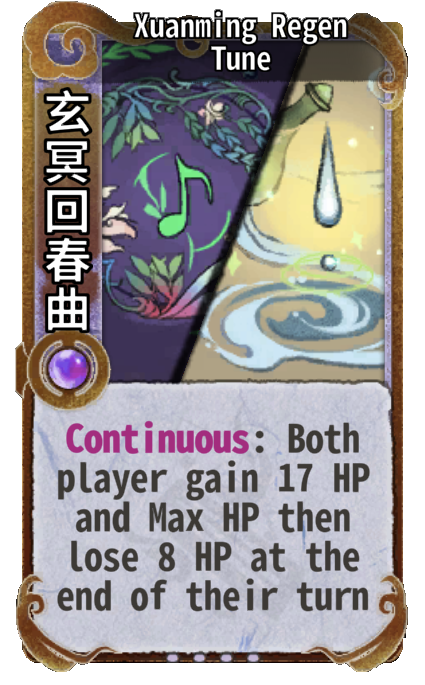 Xuanming Regen
Tune
玄冥回春曲
Continuous: Both
player gain 17 HP
and Max HP then
lose 8 HP at the
end of their turn